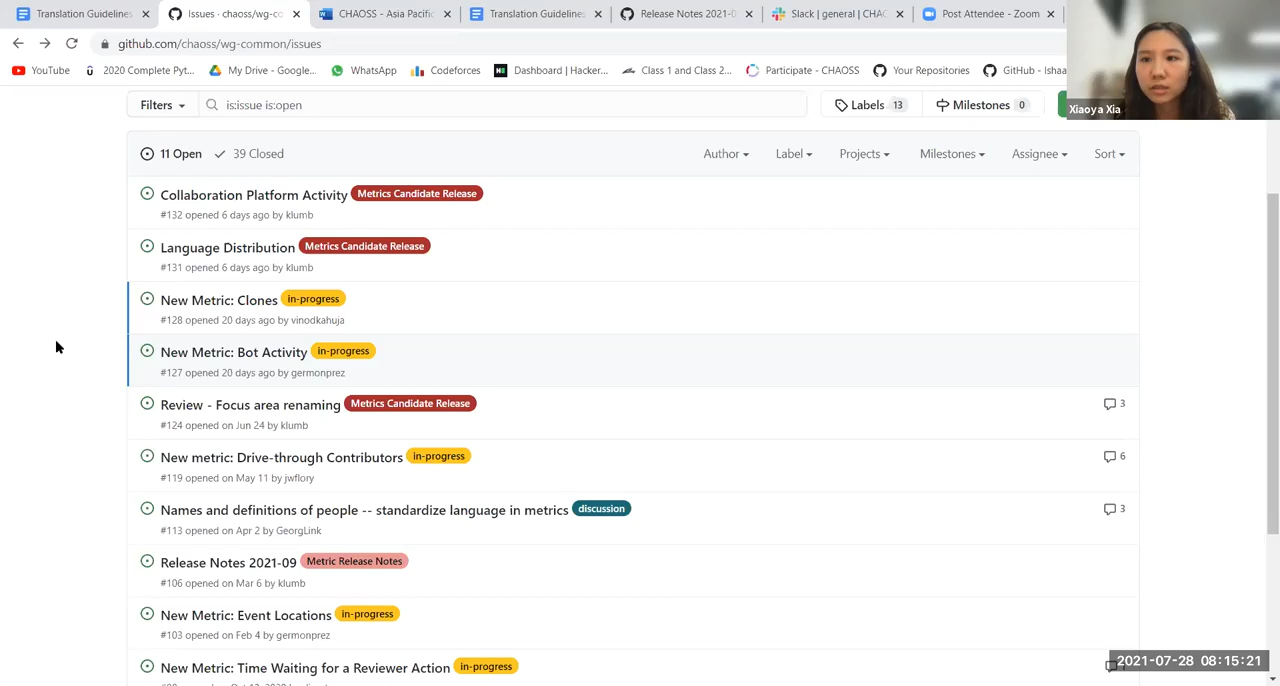 Translation Guidelines
Issues · chaoss/wg-co
CHAOSS - Asia Pacific
Translation Guideline
Release Notes 2021-0
Slack | general | CHA
Post Attendee - Zoom
github.com/chaoss/wg-common/issues
YouTube
2020 Complete Pyt...
My Drive - Google...
WhatsApp
Codeforces
Dashboard | Hacker...
Class 1 and Class 2...
Participate - CHAOSS
Your Repositories
GitHub - Ishaa
Xiaoya Xia
Filters
is:issue is:open
Labels 13
Milestones 0
11 Open
39 Closed
Author
Label
Projects
Milestones
Assignee
Sort
Collaboration Platform Activity Metrics Candidate Release
#132 opened 6 days ago by klumb
Language Distribution Metrics Candidate Release
#131 opened 6 days ago by klumb
New Metric: Clones in-progress
#128 opened 20 days ago by vinodkahuja
New Metric: Bot Activity in-progress
#127 opened 20 days ago by germonprez
Review - Focus area renaming Metrics Candidate Release 3
#124 opened on Jun 24 by klumb
New metric: Drive-through Contributors in-progress 6
#119 opened on May 11 by jwflory
Names and definitions of people -- standardize language in metrics discussion 3
#113 opened on Apr 2 by GeorgLink
Release Notes 2021-09 Metric Release Notes
#106 opened on Mar 6 by klumb
New Metric: Event Locations in-progress
#103 opened on Feb 4 by germonprez
New Metric: Time Waiting for a Reviewer Action in-progress
2021-07-28 08:15:21